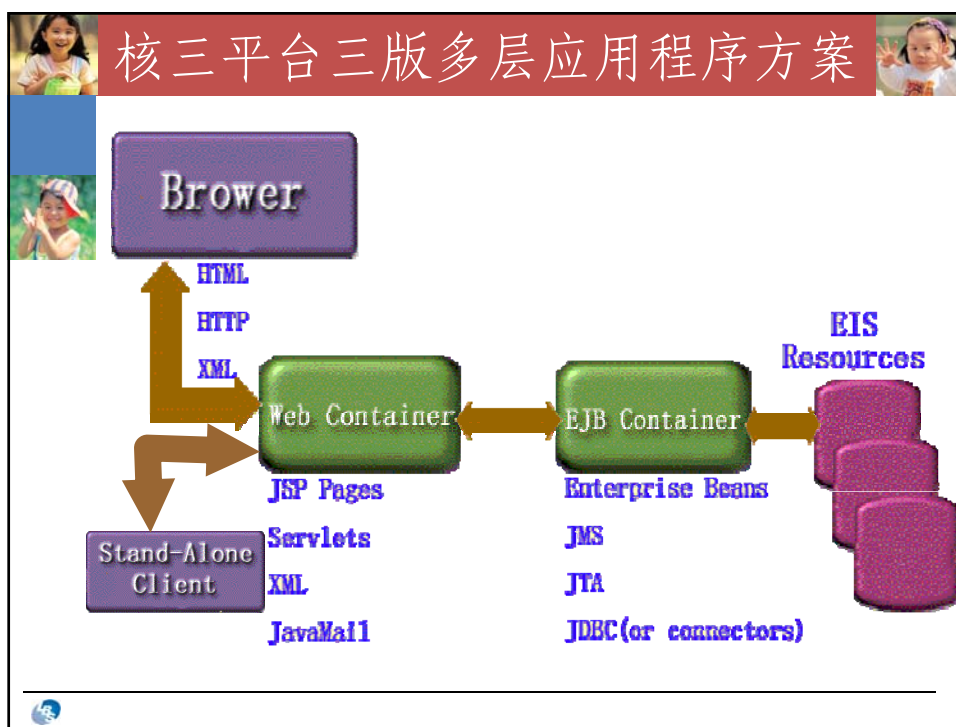 核三平台三版多层应用程序方案
Brower
HTML
HTTP
XML
EIS
Resources
Web Container
EJB Container
JSP Pages
Servlets
XML
JavaMail
Enterprise Beans
JMS
JTA
JDBC(or connectors)
Stand-Alone
Client
LBS